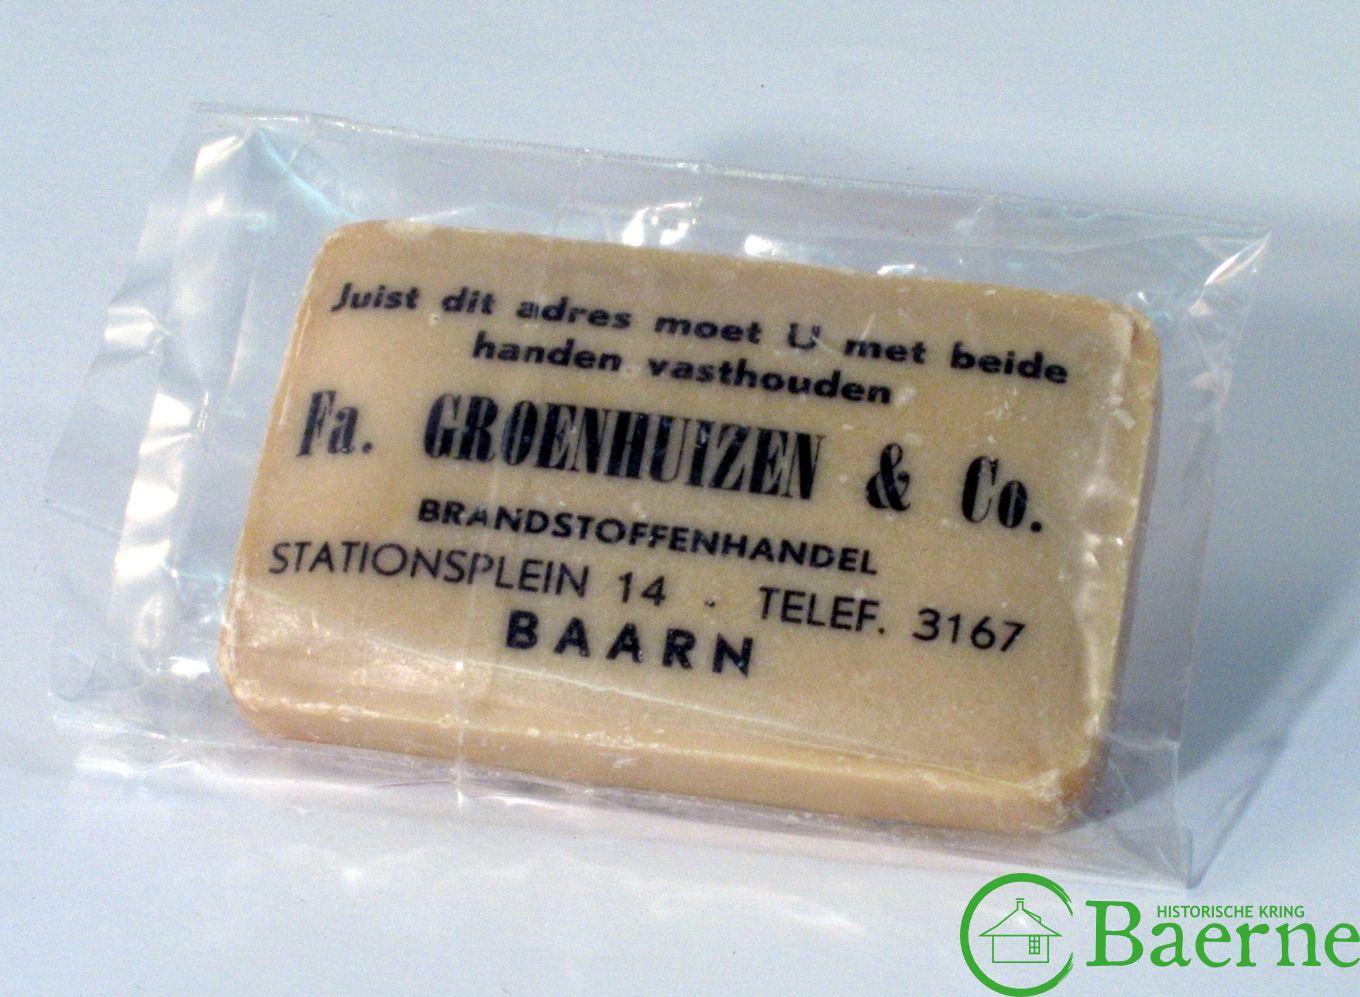 Juist dit adres moet U met beide
handen vasthouden
Fa. GROENHUIZEN & Co.
BRANDSTOFFENHANDEL
STATIONSPLEIN 14 - TELEF. 3167
BAARN
HISTORISCHE KRING
Baerne